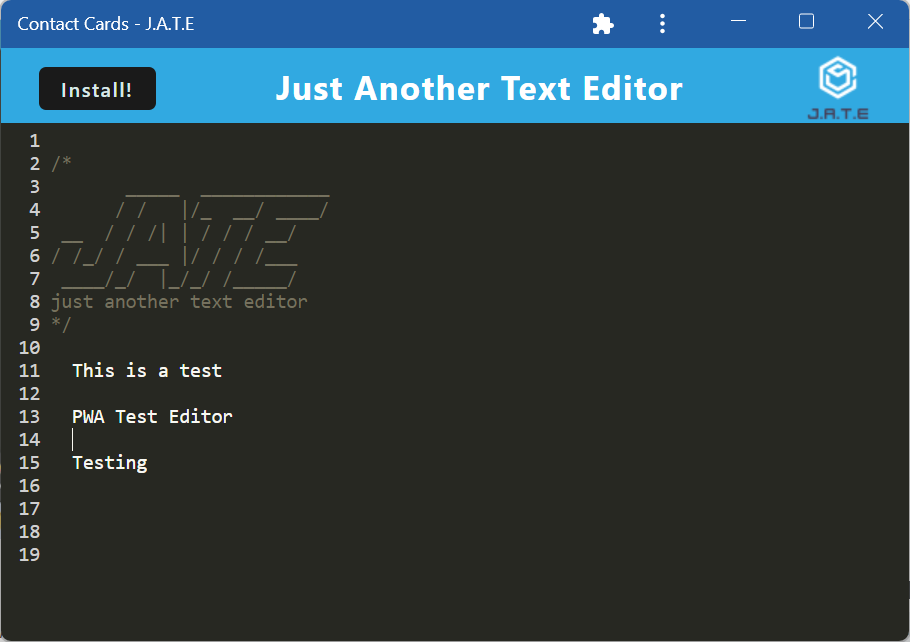 Contact Cards - J.A.T.E
Install!
Just Another Text Editor
J.A.T.E
1
2 /*
3        _____  ____________
4       / /   |/_  __/ ____/
5  __  / / /| | / / / __/
6 / /_/ / ___ |/ / / /___
7  ____/_/  |_/_/ /_____/
8 just another text editor
9 */
10
11   This is a test
12
13   PWA Test Editor
14
15   Testing
16
17
18
19